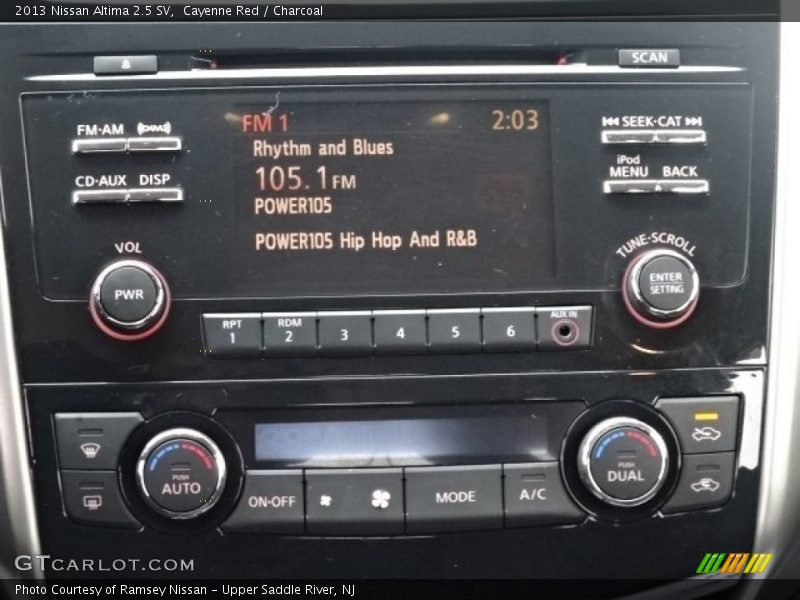 2013 Nissan Altima 2.5 SV,  Cayenne Red / Charcoal
SCAN
FM·AM
SEEK·CAT
FM 1
2:03
Rhythm and Blues
105.1 FM
POWER105
POWER105 Hip Hop And R&B
CD·AUX DISP
iPod
MENU BACK
VOL
PWR
TUNE·SCROLL
ENTER
SETTING
RPT
1
RDM
2
3
4
5
6
AUX IN
PUSH
AUTO
ON·OFF
MODE
A/C
PUSH
DUAL
GTCARLOT.COM
Photo Courtesy of Ramsey Nissan - Upper Saddle River, NJ